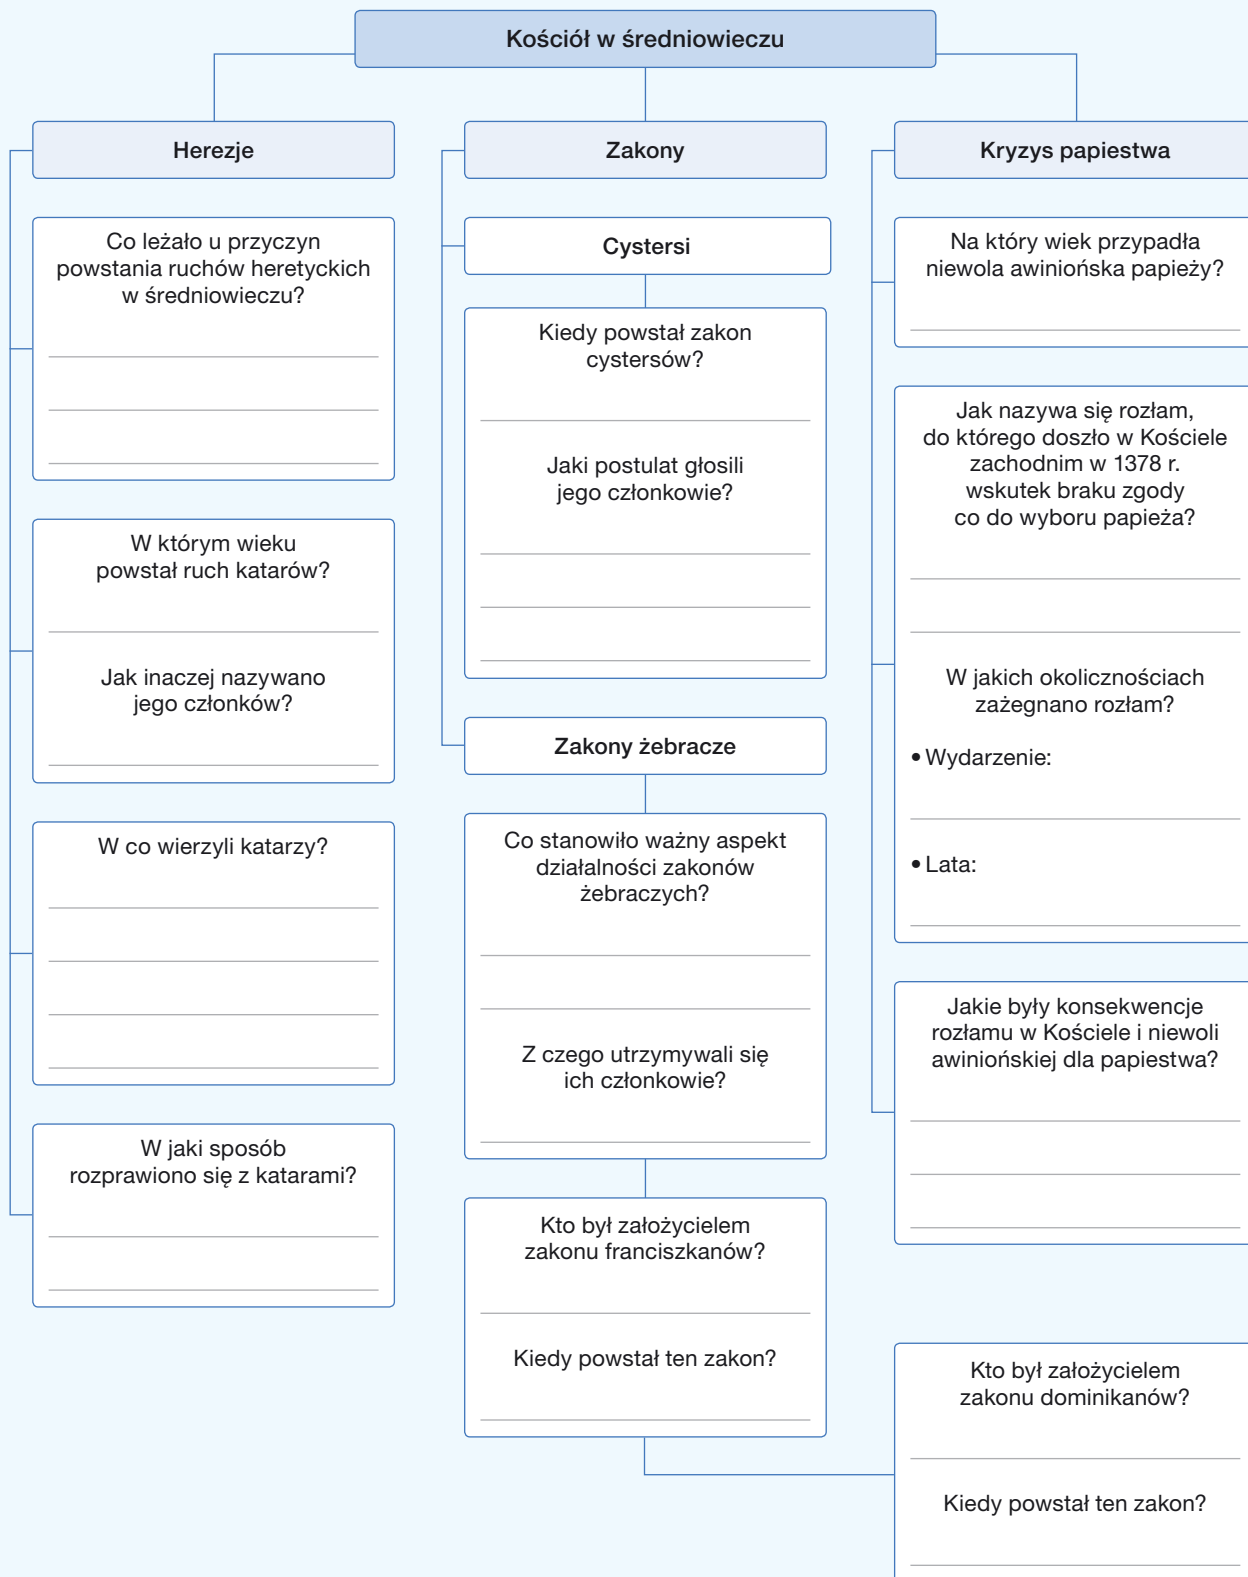 Kościół w średniowieczu
Herezje
Co leżało u przyczyn
powstania ruchów heretyckich
w średniowieczu?
W którym wieku
powstał ruch katarów?
Jak inaczej nazywano
jego członków?
W co wierzyli katarzy?
W jaki sposób
rozprawiono się z katarami?
Zakony
Cystersi
Kiedy powstał zakon
cystersów?
Jaki postulat głosili
jego członkowie?
Zakony żebracze
Co stanowiło ważny aspekt
działalności zakonów
żebraczych?
Z czego utrzymywali się
ich członkowie?
Kto był założycielem
zakonu franciszkanów?
Kiedy powstał ten zakon?
Kto był założycielem
zakonu dominikanów?
Kiedy powstał ten zakon?
Kryzys papiestwa
Na który wiek przypadła
niewola awiniońska papieży?
Jak nazywa się rozłam,
do którego doszło w Kościele
zachodnim w 1378 r.
wskutek braku zgody
co do wyboru papieża?
W jakich okolicznościach
zażegnano rozłam?
• Wydarzenie:
• Lata:
Jakie były konsekwencje
rozłamu w Kościele i niewoli
awiniońskiej dla papiestwa?